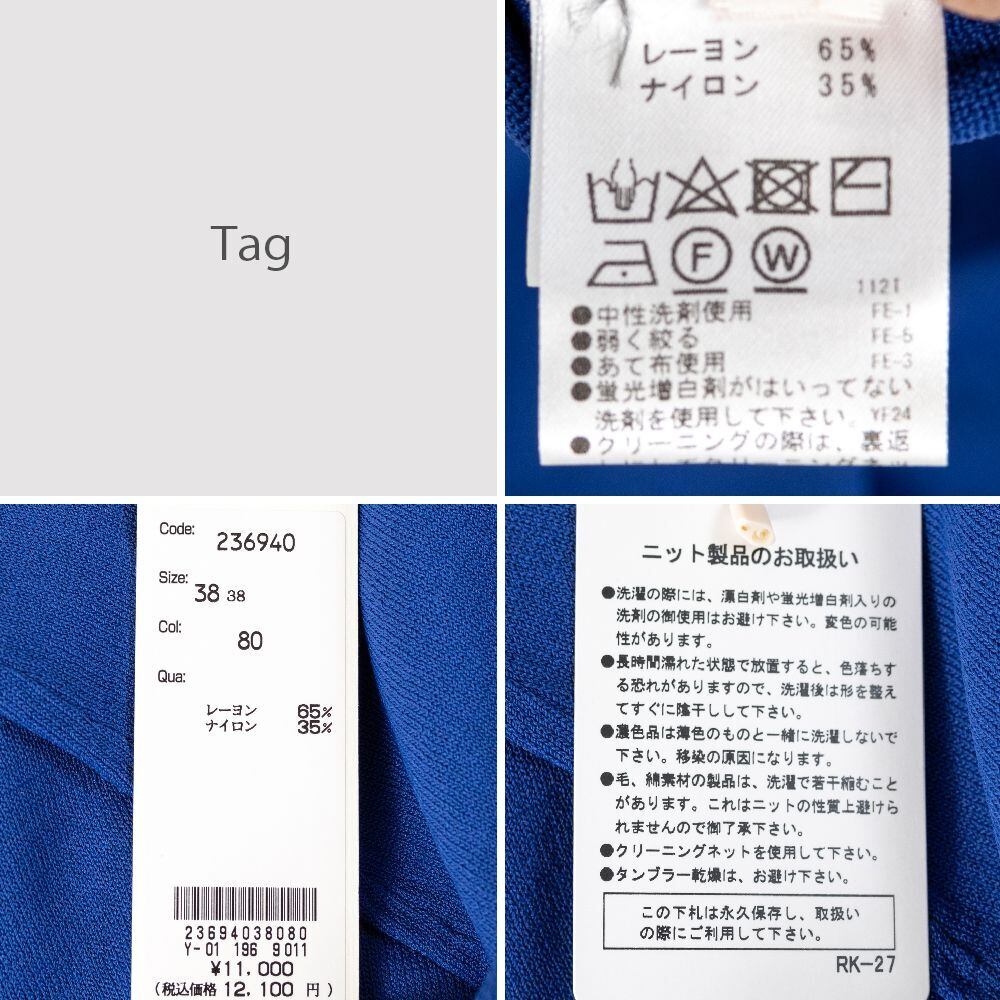 Tag
レーヨン 65%
ナイロン 35%
F W
1121
●中性洗剤使用 FE-1
●弱く絞る FE-5
●あて布使用 FE-3
●蛍光増白剤がはいってない
洗剤を使用して下さい。YF24
●クリーニングの際は、裏返
Code: 236940
Size: 38 38
Col: 80
Qua:
レーヨン 65%
ナイロン 35%
23694038080
Y-01 196 9011
¥11,000
(税込価格 12,100 円)
ニット製品のお取扱い
●洗濯の際には、漂白剤や蛍光増白剤入りの
洗剤の御使用はお避け下さい。変色の可能
性があります。
●長時間濡れた状態で放置すると、色落ちす
る恐れがありますので、洗濯後は形を整え
てすぐに陰干しして下さい。
●濃色品は薄色のものと一緒に洗濯しないで
下さい。移染の原因になります。
●毛、綿素材の製品は、洗濯で若干縮むこと
があります。これはニットの性質上避けら
れませんので御了承下さい。
●クリーニングネットを使用して下さい。
●タンブラー乾燥は、お避け下さい。
この下札は永久保存し、取扱い
の際にご利用して下さい。
RK-27